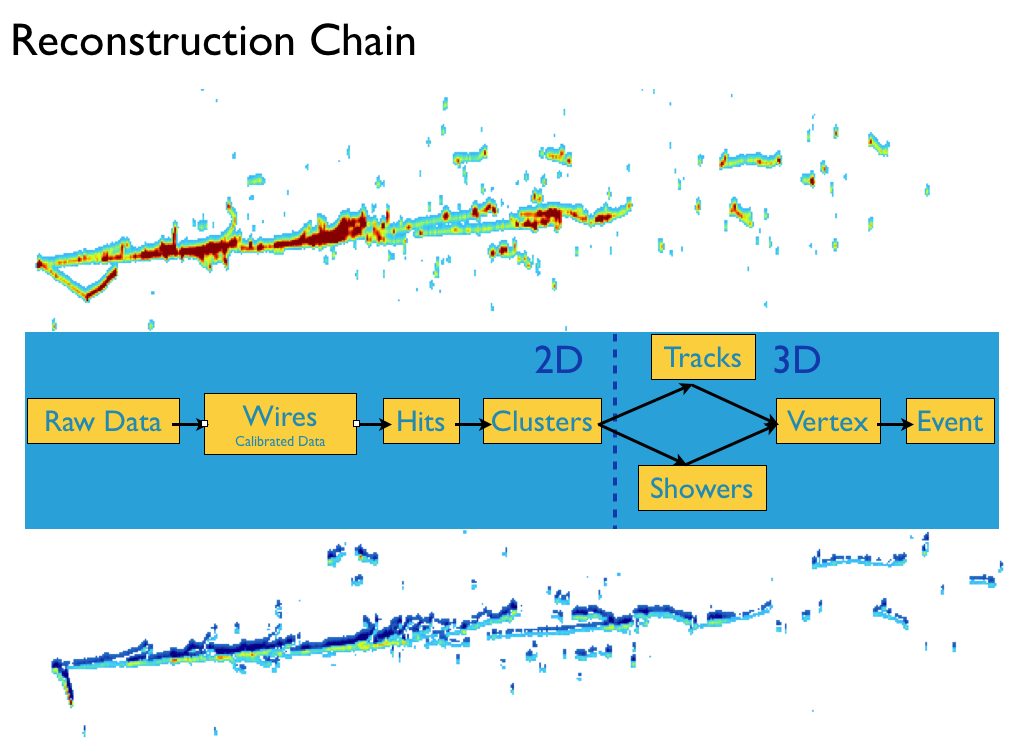 Reconstruction Chain
2D
Tracks
3D
Raw Data
Wires
Calibrated Data
Hits
Clusters
Vertex
Event
Showers